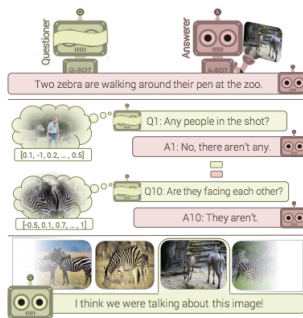 Questioner
Answerer
Q-BOT
A-BOT
Two zebra are walking around their pen at the zoo.
Q1: Any people in the shot?
[0.1, -1, 0.2, ... , 0.5]
A1: No, there aren't any.
Q10: Are they facing each other?
[-0.5, 0.1, 0.7, ... , 1]
A10: They aren't.
I think we were talking about this image!